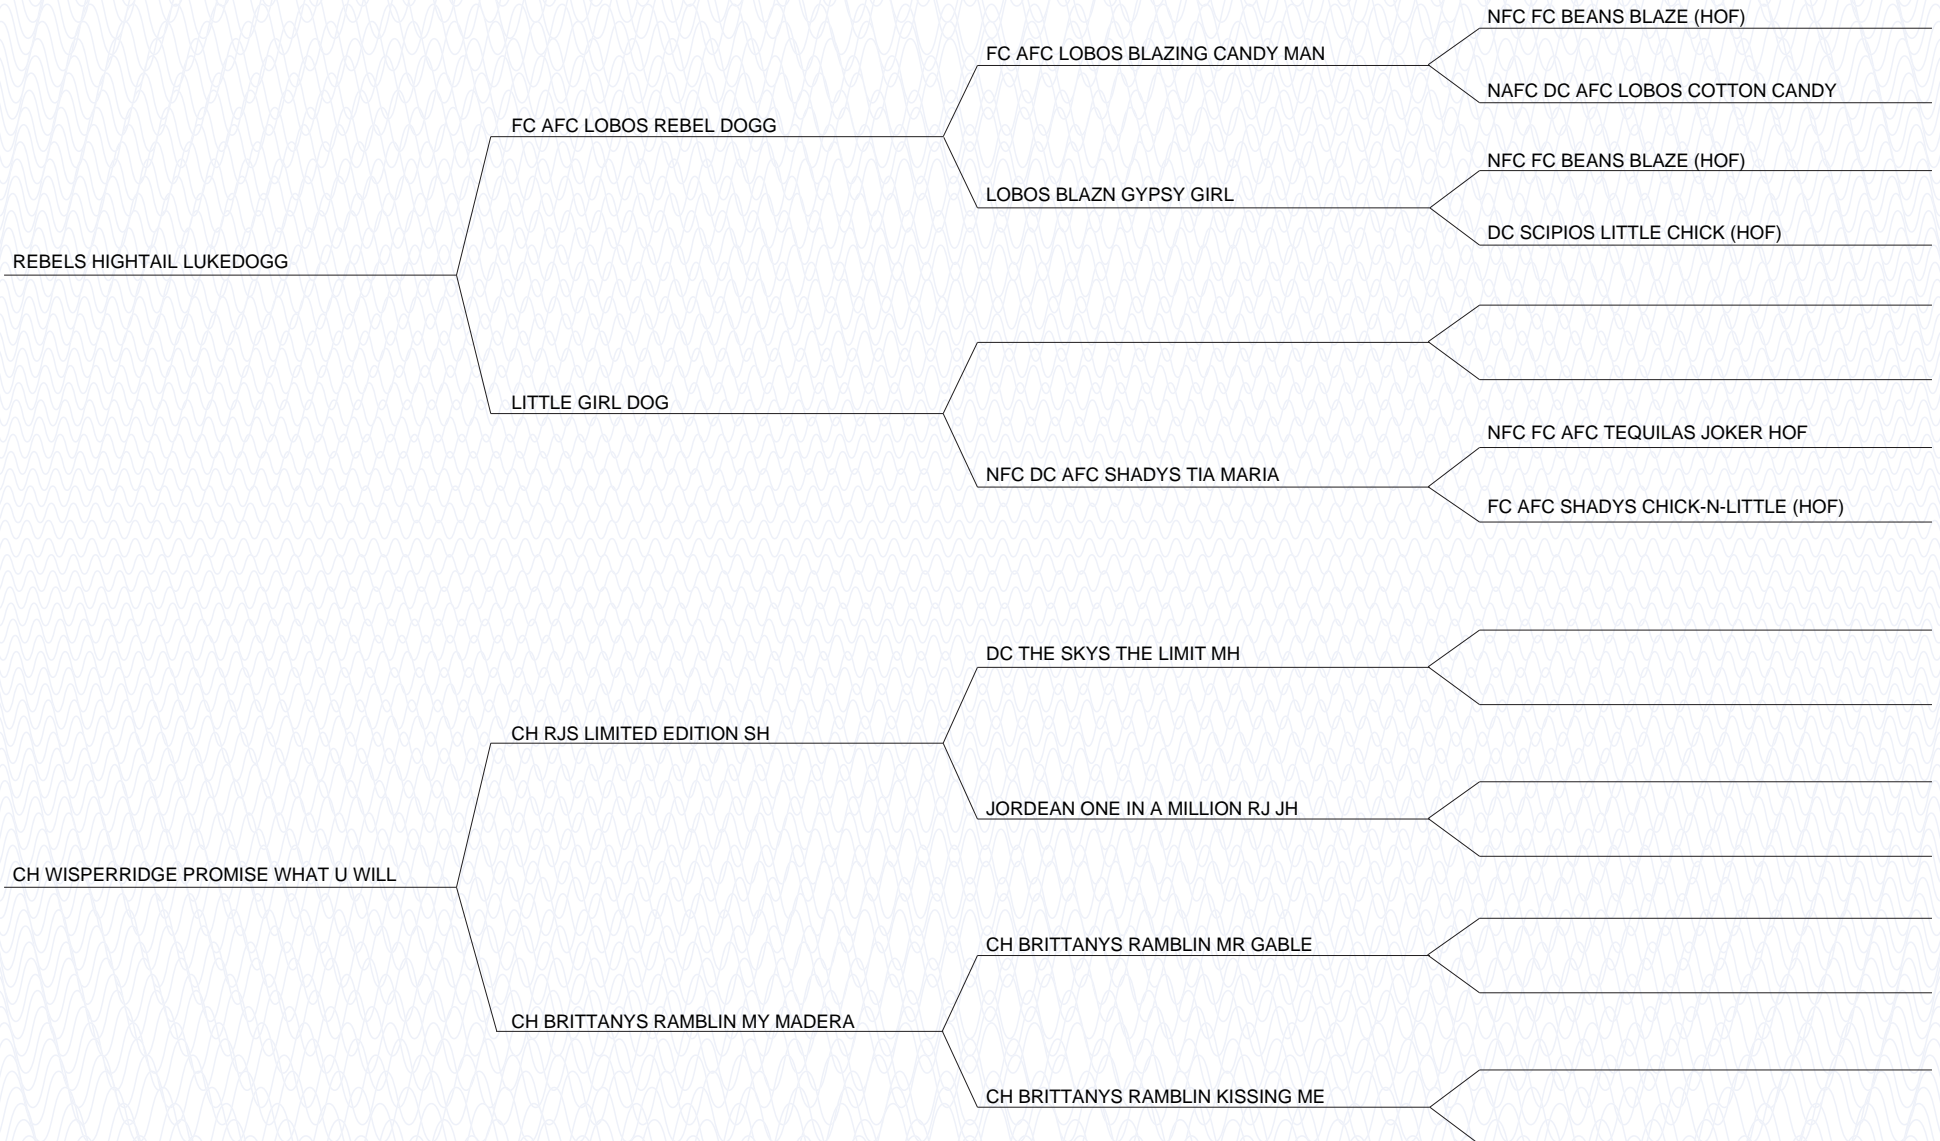 NFC FC BEANS BLAZE (HOF)
FC AFC LOBOS BLAZING CANDY MAN
NAFC DC AFC LOBOS COTTON CANDY
FC AFC LOBOS REBEL DOGG
NFC FC BEANS BLAZE (HOF)
LOBOS BLAZN GYPSY GIRL
DC SCIPIOS LITTLE CHICK (HOF)
REBELS HIGHTAIL LUKEDOGG
LITTLE GIRL DOG
NFC FC AFC TEQUILAS JOKER HOF
NFC DC AFC SHADYS TIA MARIA
FC AFC SHADYS CHICK-N-LITTLE (HOF)
DC THE SKYS THE LIMIT MH
CH RJS LIMITED EDITION SH
JORDEAN ONE IN A MILLION RJ JH
CH WISPERRIDGE PROMISE WHAT U WILL
CH BRITTANYS RAMBLIN MR GABLE
CH BRITTANYS RAMBLIN MY MADERA
CH BRITTANYS RAMBLIN KISSING ME